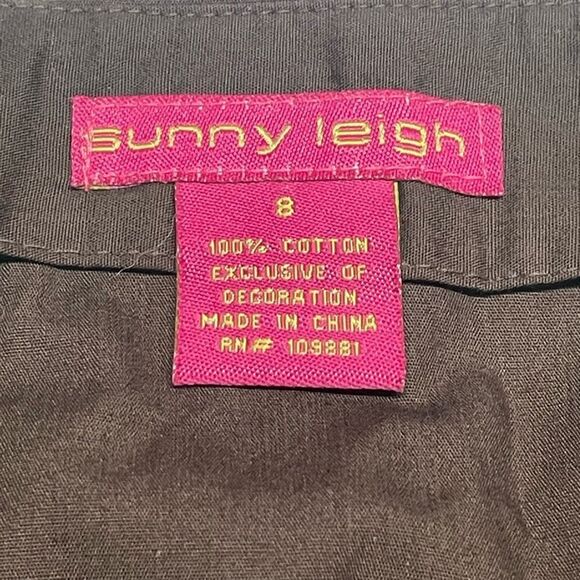 sunny leigh
8
100% COTTON
EXCLUSIVE OF
DECORATION
MADE IN CHINA
RN# 109881